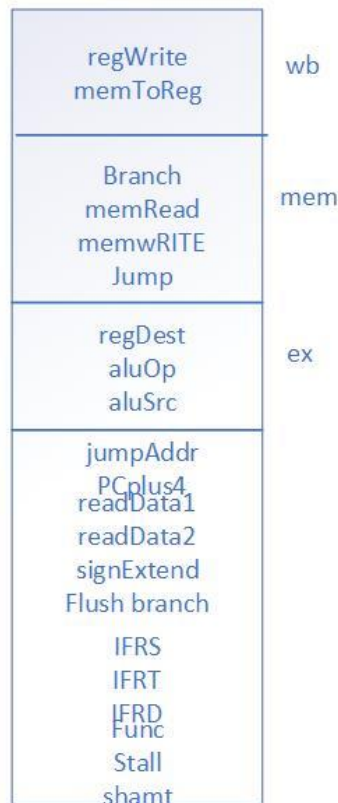 regWrite
wb
memToReg
Branch
memRead
mem
memwRITE
Jump
regDest
aluOp
ex
aluSrc
jumpAddr
PCplus4
readData1
readData2
signExtend
Flush branch
IFRS
IFRT
IFRD
Func
Stall
shamt